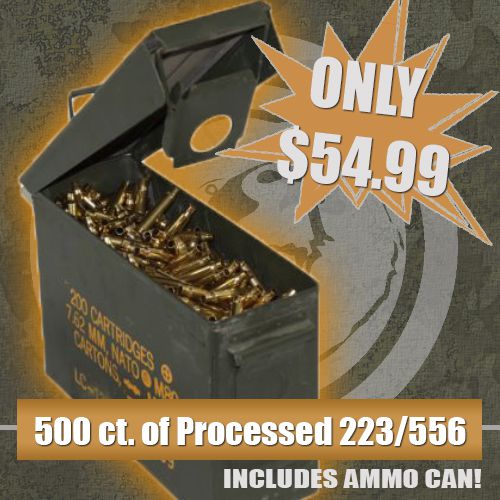 ONLY
$54.99
200 CARTRIDGES
7.62 MM NATO M80
CARTONS,
500 ct. of Processed 223/556
INCLUDES AMMO CAN!